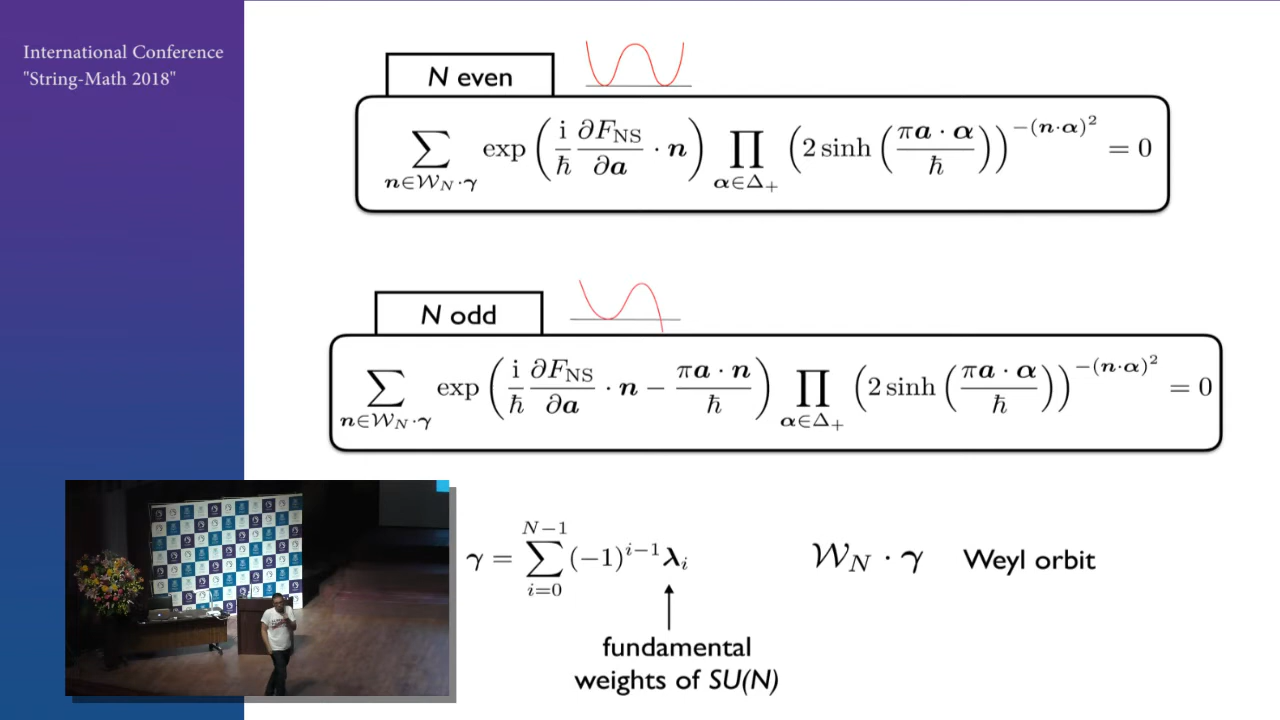 International Conference
"String-Math 2018"
N even
∑_{n∈𝒲_N·γ} exp(i/ħ ∂F_NS/∂a · n) ∏_{α∈Δ_+} (2 sinh(πa · α/ħ))^{−(n·α)²} = 0
N odd
∑_{n∈𝒲_N·γ} exp(i/ħ ∂F_NS/∂a · n − πa · n/ħ) ∏_{α∈Δ_+} (2 sinh(πa · α/ħ))^{−(n·α)²} = 0
γ = ∑_{i=0}^{N−1} (−1)^{i−1} λ_i
𝒲_N · γ Weyl orbit
fundamental
weights of SU(N)